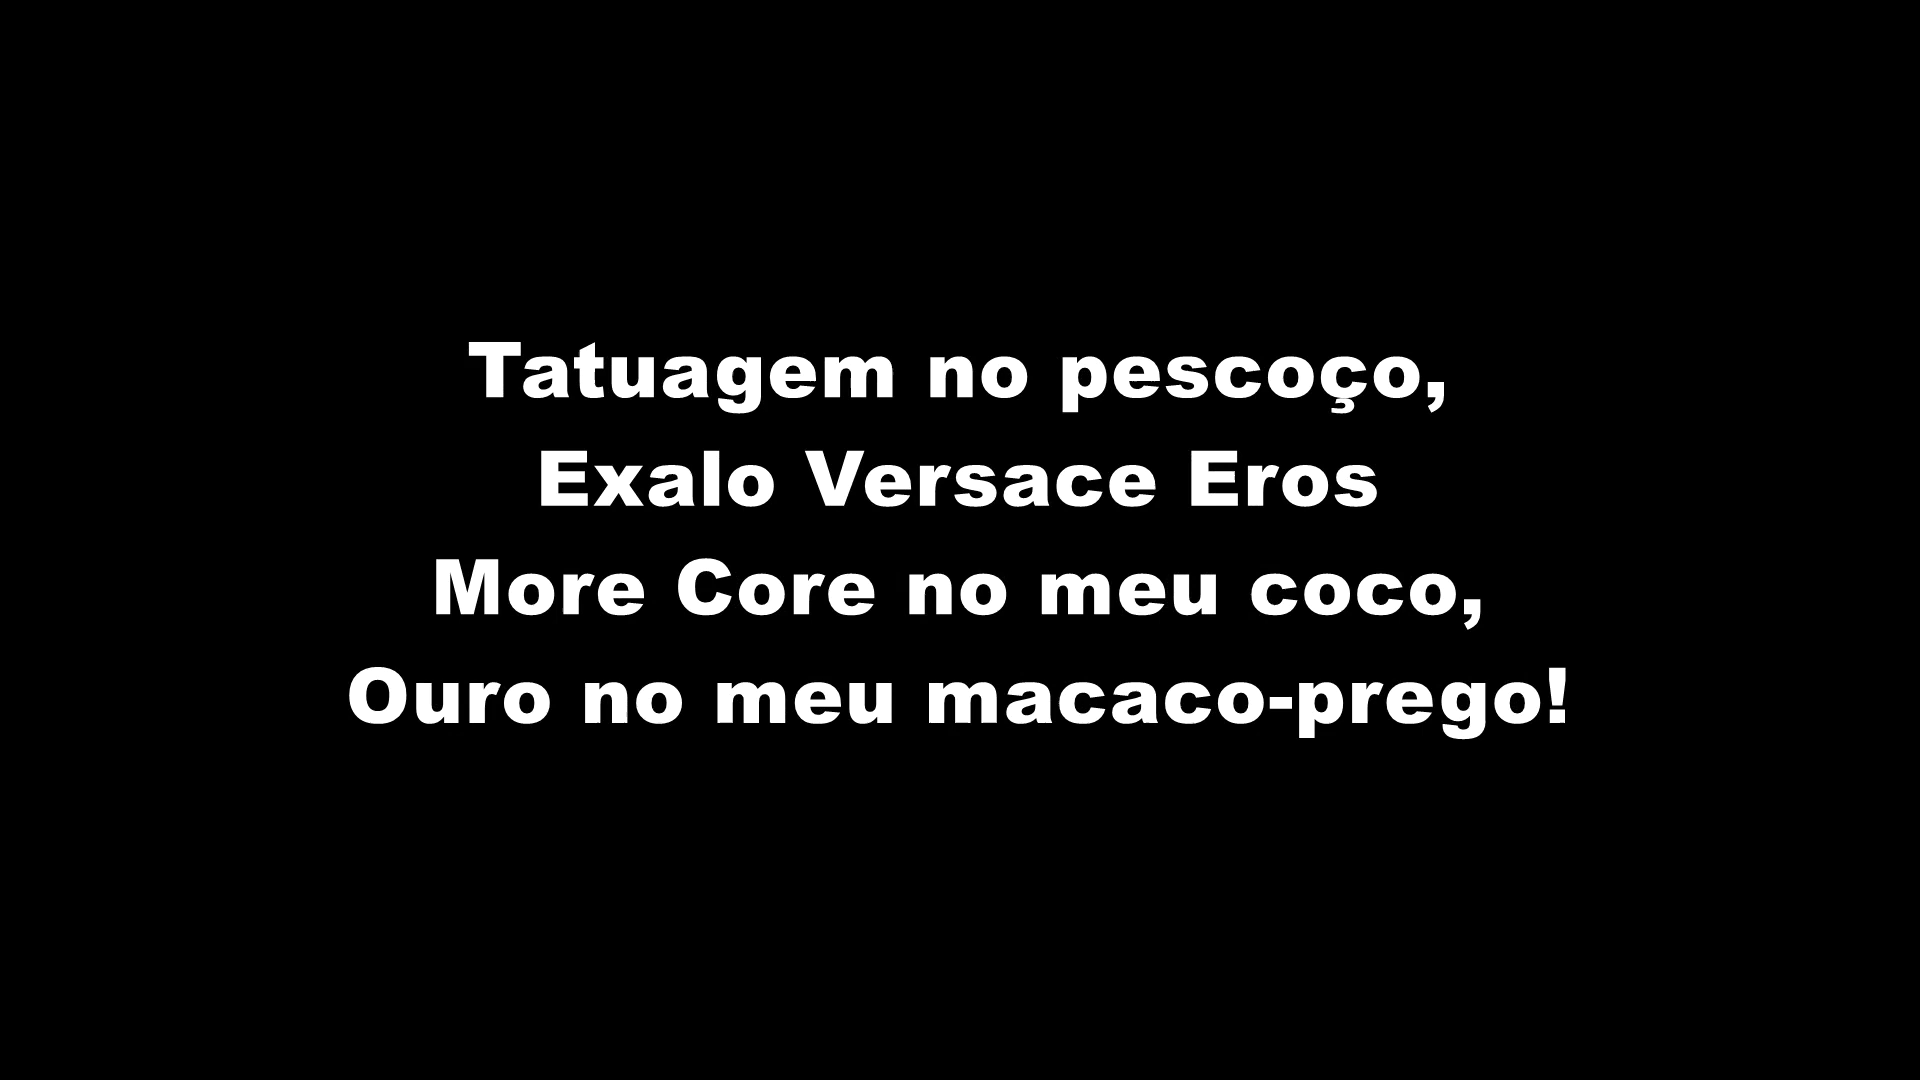 Tatuagem no pescoço,
Exalo Versace Eros
More Core no meu coco,
Ouro no meu macaco-prego!